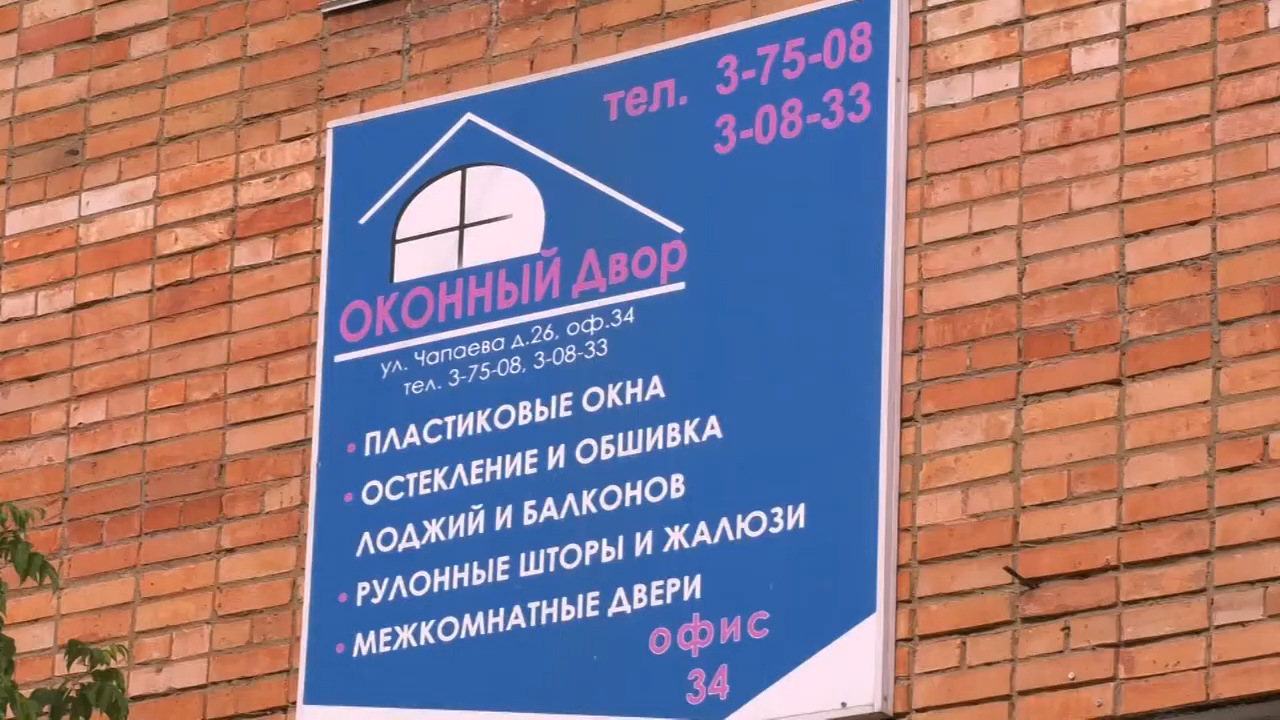 тел. 3-75-08
3-08-33
ОКОННЫЙ Двор
ул. Чапаева д.26, оф.34
тел. 3-75-08, 3-08-33
• ПЛАСТИКОВЫЕ ОКНА
• ОСТЕКЛЕНИЕ И ОБШИВКА
ЛОДЖИЙ И БАЛКОНОВ
• РУЛОННЫЕ ШТОРЫ И ЖАЛЮЗИ
• МЕЖКОМНАТНЫЕ ДВЕРИ
офис
34